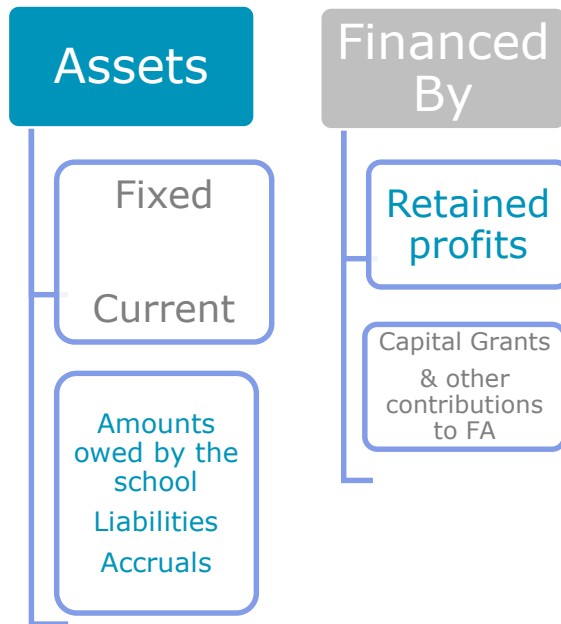 Assets
Fixed
Current
Amounts
owed by the
school
Liabilities
Accruals
Financed
By
Retained
profits
Capital Grants
& other
contributions
to FA